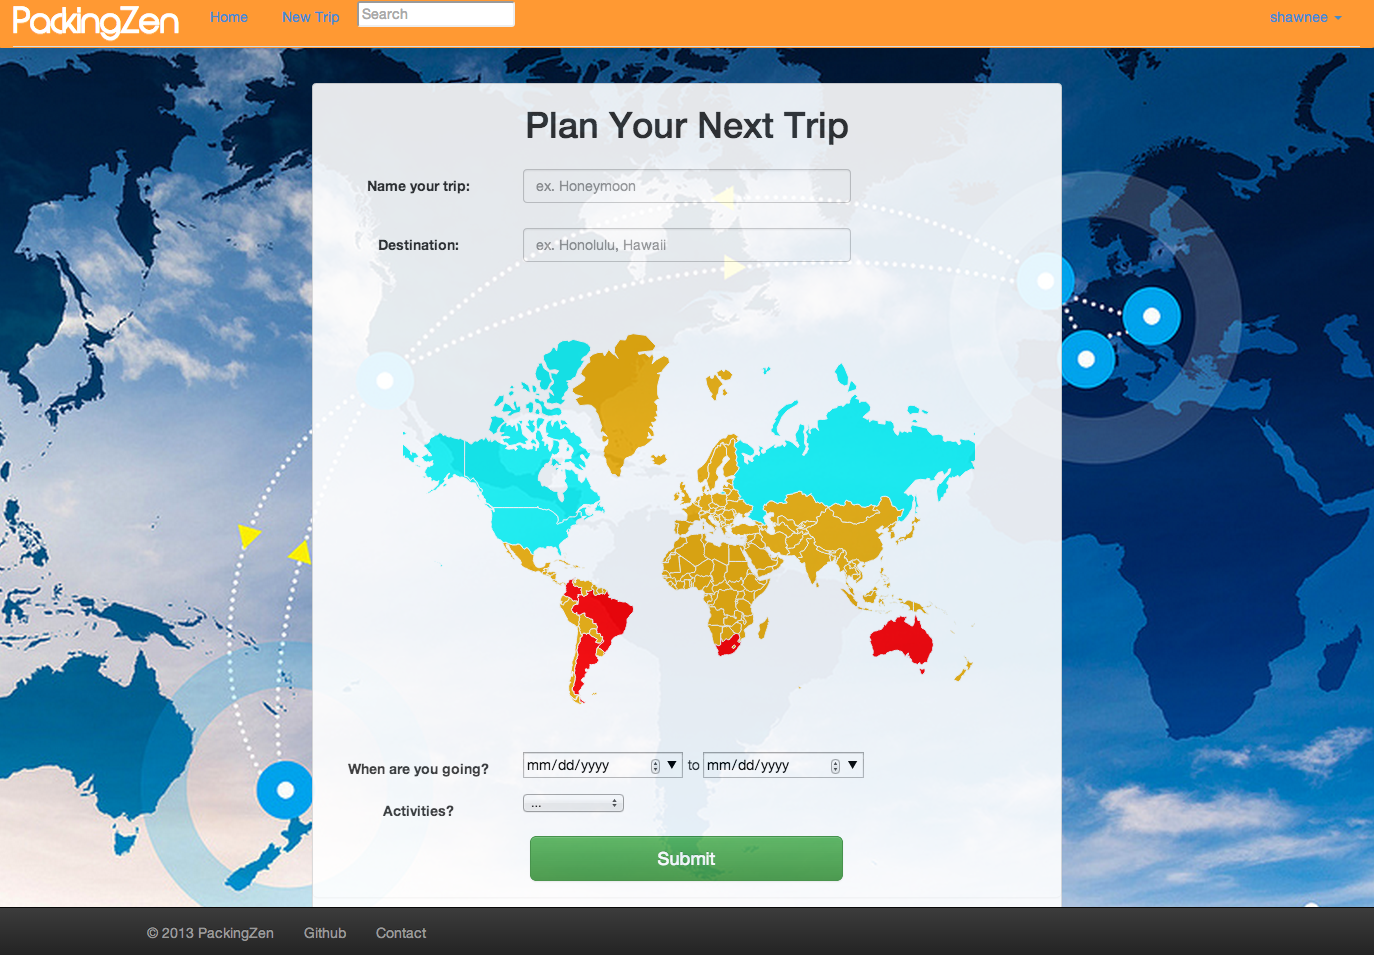 PackingZen Home New Trip Search shawnee
Plan Your Next Trip
Name your trip: ex. Honeymoon
Destination: ex. Honolulu, Hawaii
When are you going? mm/dd/yyyy to mm/dd/yyyy
Activities? ...
Submit
© 2013 PackingZen Github Contact